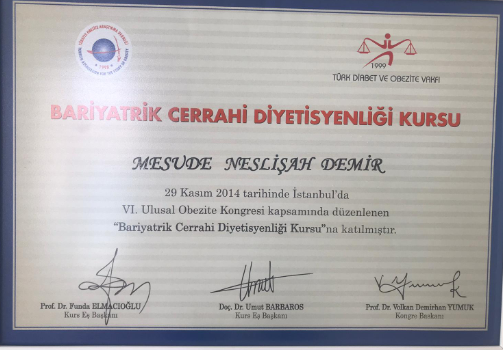 1999
TÜRK DİABET VE OBEZİTE VAKFI
BARİYATRİK CERRAHİ DİYETİSYENLİĞİ KURSU
MESUDE NESLİŞAH DEMİR
29 Kasım 2014 tarihinde İstanbul'da
VI. Ulusal Obezite Kongresi kapsamında düzenlenen
"Bariyatrik Cerrahi Diyetisyenliği Kursu"na katılmıştır.
Prof. Dr. Funda ELMACIOĞLU
Kurs Eş Başkanı
Doç. Dr. Umut BARBAROS
Kurs Eş Başkanı
Prof. Dr. Volkan Demirhan YUMUK
Kongre Başkanı